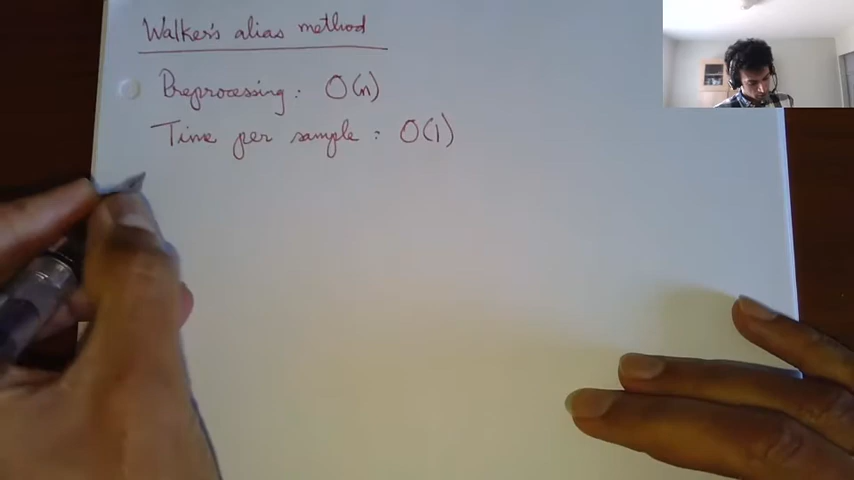 Walker's alias method
Preprocessing: O(n)
Time per sample: O(1)